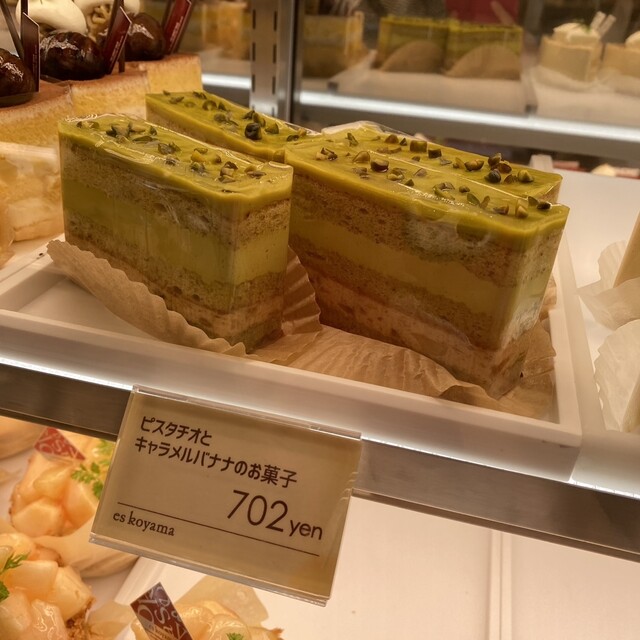 ピスタチオと
キャラメルバナナのお菓子
702yen
es koyama